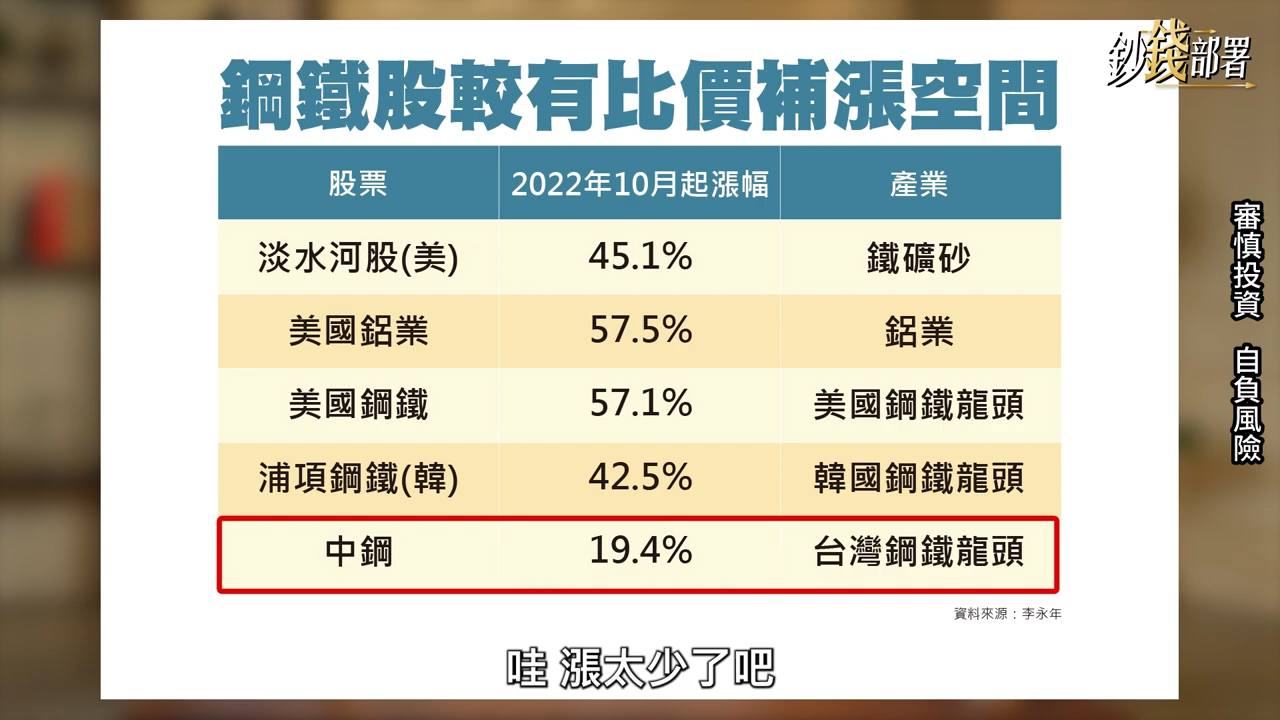 鈔錢部署
鋼鐵股較有比價補漲空間
股票 2022年10月起漲幅 產業
淡水河股(美) 45.1% 鐵礦砂
美國鋁業 57.5% 鋁業
美國鋼鐵 57.1% 美國鋼鐵龍頭
浦項鋼鐵(韓) 42.5% 韓國鋼鐵龍頭
中鋼 19.4% 台灣鋼鐵龍頭
資料來源：李永年
審慎投資 自負風險
哇 漲太少了吧